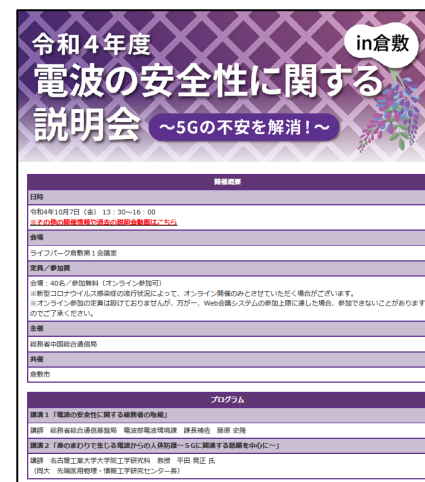 令和４年度
in倉敷
電波の安全性に関する
説明会 ～5Gの不安を解消！～
開催概要
日時
令和4年10月7日（金） 13：30～16：00
※その他の開催情報や過去の説明会動画はこちら
会場
ライフパーク倉敷第１会議室
定員／参加費
会場：40名／参加無料（オンライン参加可）
※新型コロナウイルス感染症の流行状況によって、オンライン開催のみとさせていただく場合がございます。
※オンライン参加の定員は設けておりませんが、万が一、Web会議システムの参加上限に達した場合、参加できないことがあります
のでご了承ください。
主催
総務省中国総合通信局
共催
倉敷市
プログラム
講演１「電波の安全性に関する総務省の取組」
講師　総務省総合通信基盤局　電波部電波環境課　課長補佐　藤原 史隆
講演２「身のまわりで生じる電波からの人体防護～５Gに関連する話題を中心に～」
講師　名古屋工業大学大学院工学研究科　教授　平田 晃正 氏
（同大　先端医用物理・情報工学研究センター長）